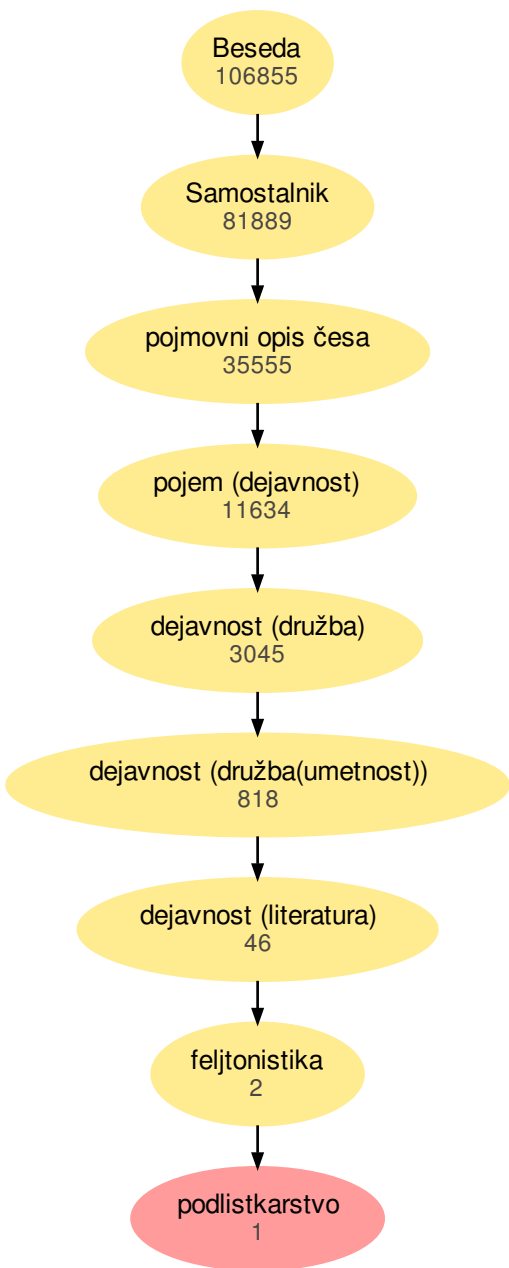 Beseda
106855
Samostalnik
81889
pojmovni opis česa
35555
pojem (dejavnost)
11634
dejavnost (družba)
3045
dejavnost (družba(umetnost))
818
dejavnost (literatura)
46
feljtonistika
2
podlistkarstvo
1